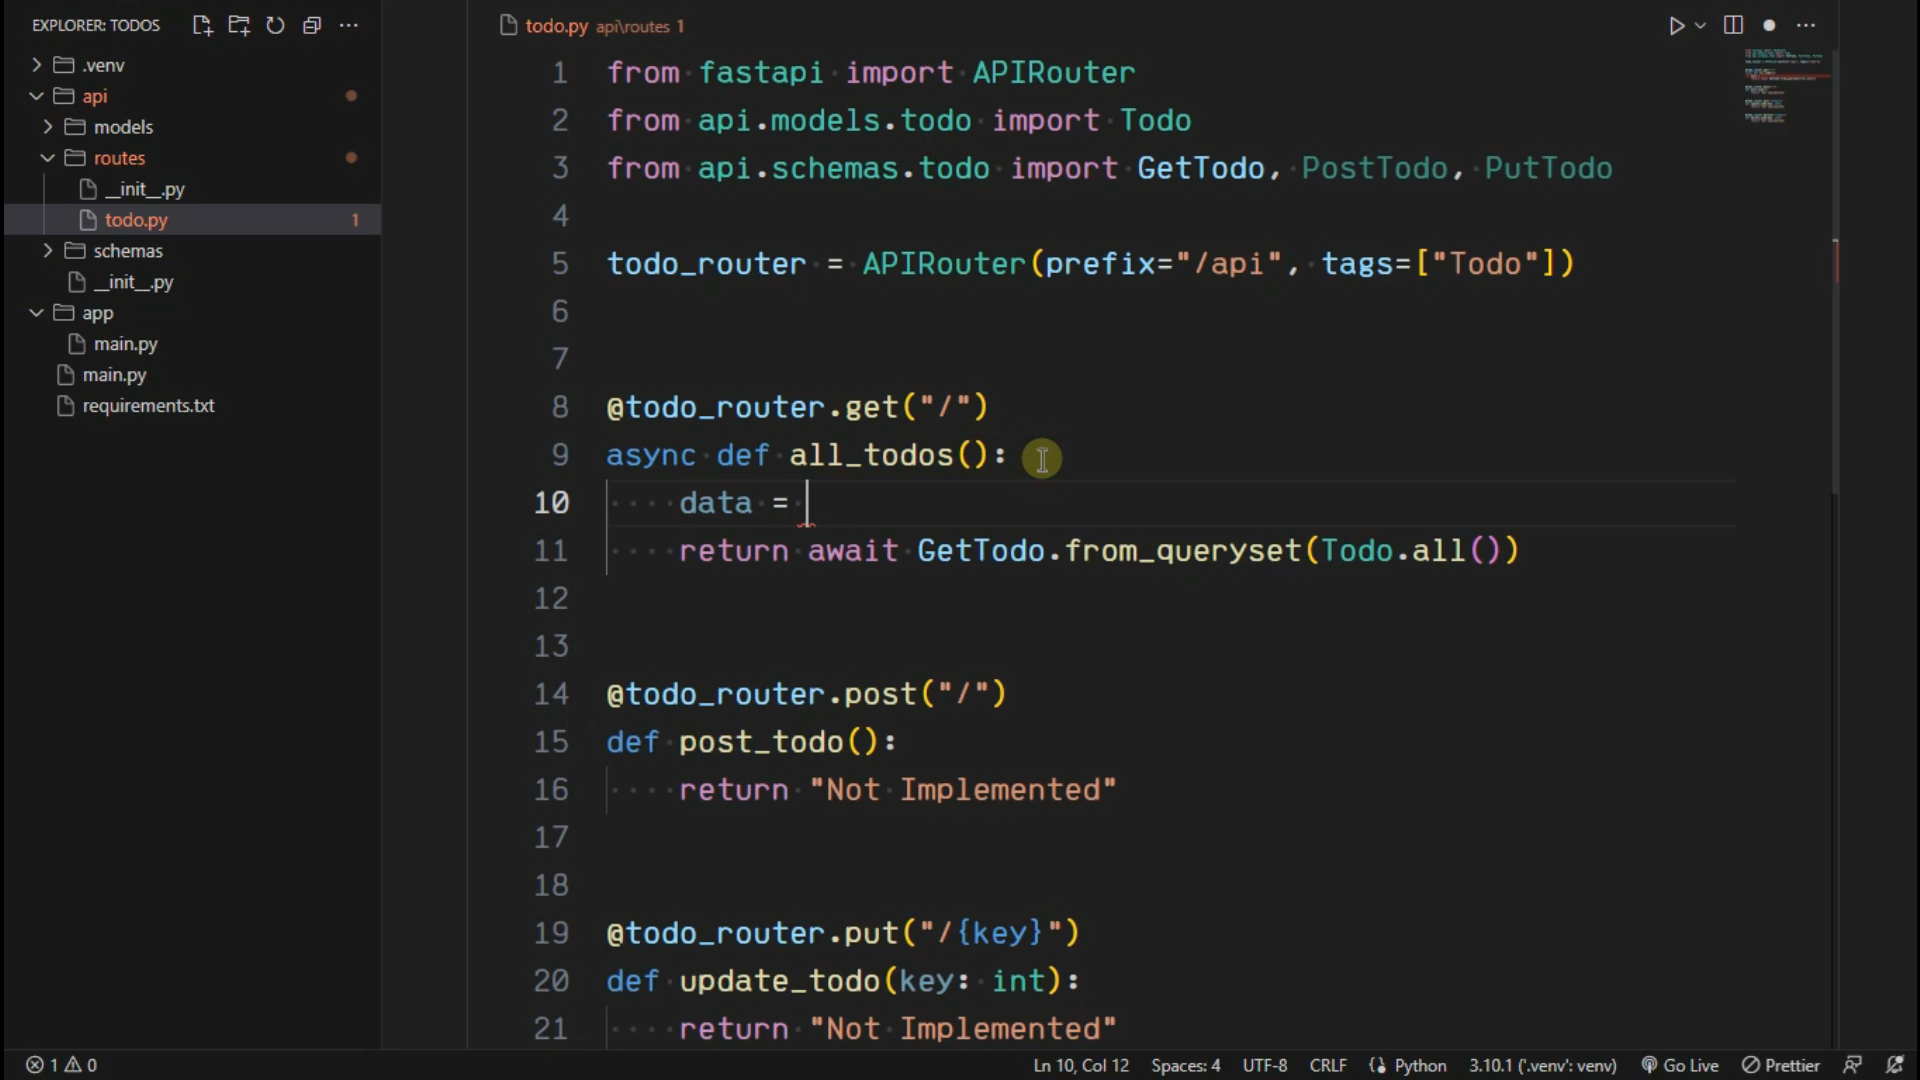 EXPLORER: TODOS
.venv
api
models
routes
__init__.py
todo.py 1
schemas
__init__.py
app
main.py
main.py
requirements.txt
todo.py api\routes 1
1 from fastapi import APIRouter
2 from api.models.todo import Todo
3 from api.schemas.todo import GetTodo, PostTodo, PutTodo
4
5 todo_router = APIRouter(prefix="/api", tags=["Todo"])
6
7
8 @todo_router.get("/")
9 async def all_todos():
10     data = 
11     return await GetTodo.from_queryset(Todo.all())
12
13
14 @todo_router.post("/")
15 def post_todo():
16     return "Not Implemented"
17
18
19 @todo_router.put("/{key}")
20 def update_todo(key: int):
21     return "Not Implemented"
1 0 Ln 10, Col 12 Spaces: 4 UTF-8 CRLF Python 3.10.1 ('.venv': venv) Go Live Prettier